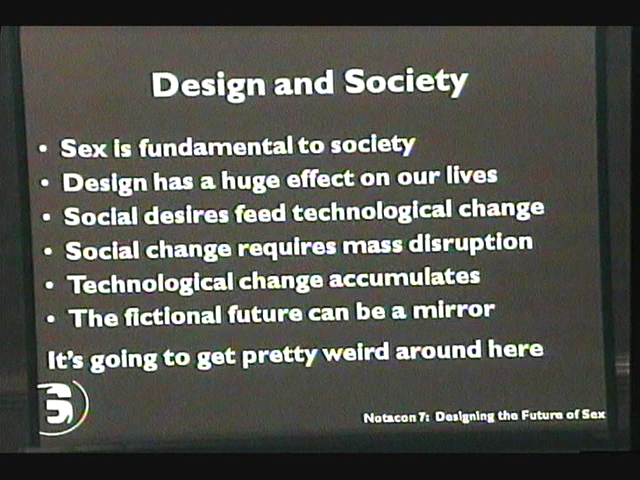 Design and Society
• Sex is fundamental to society
• Design has a huge effect on our lives
• Social desires feed technological change
• Social change requires mass disruption
• Technological change accumulates
• The fictional future can be a mirror
It's going to get pretty weird around here
Notacon 7: Designing the Future of Sex